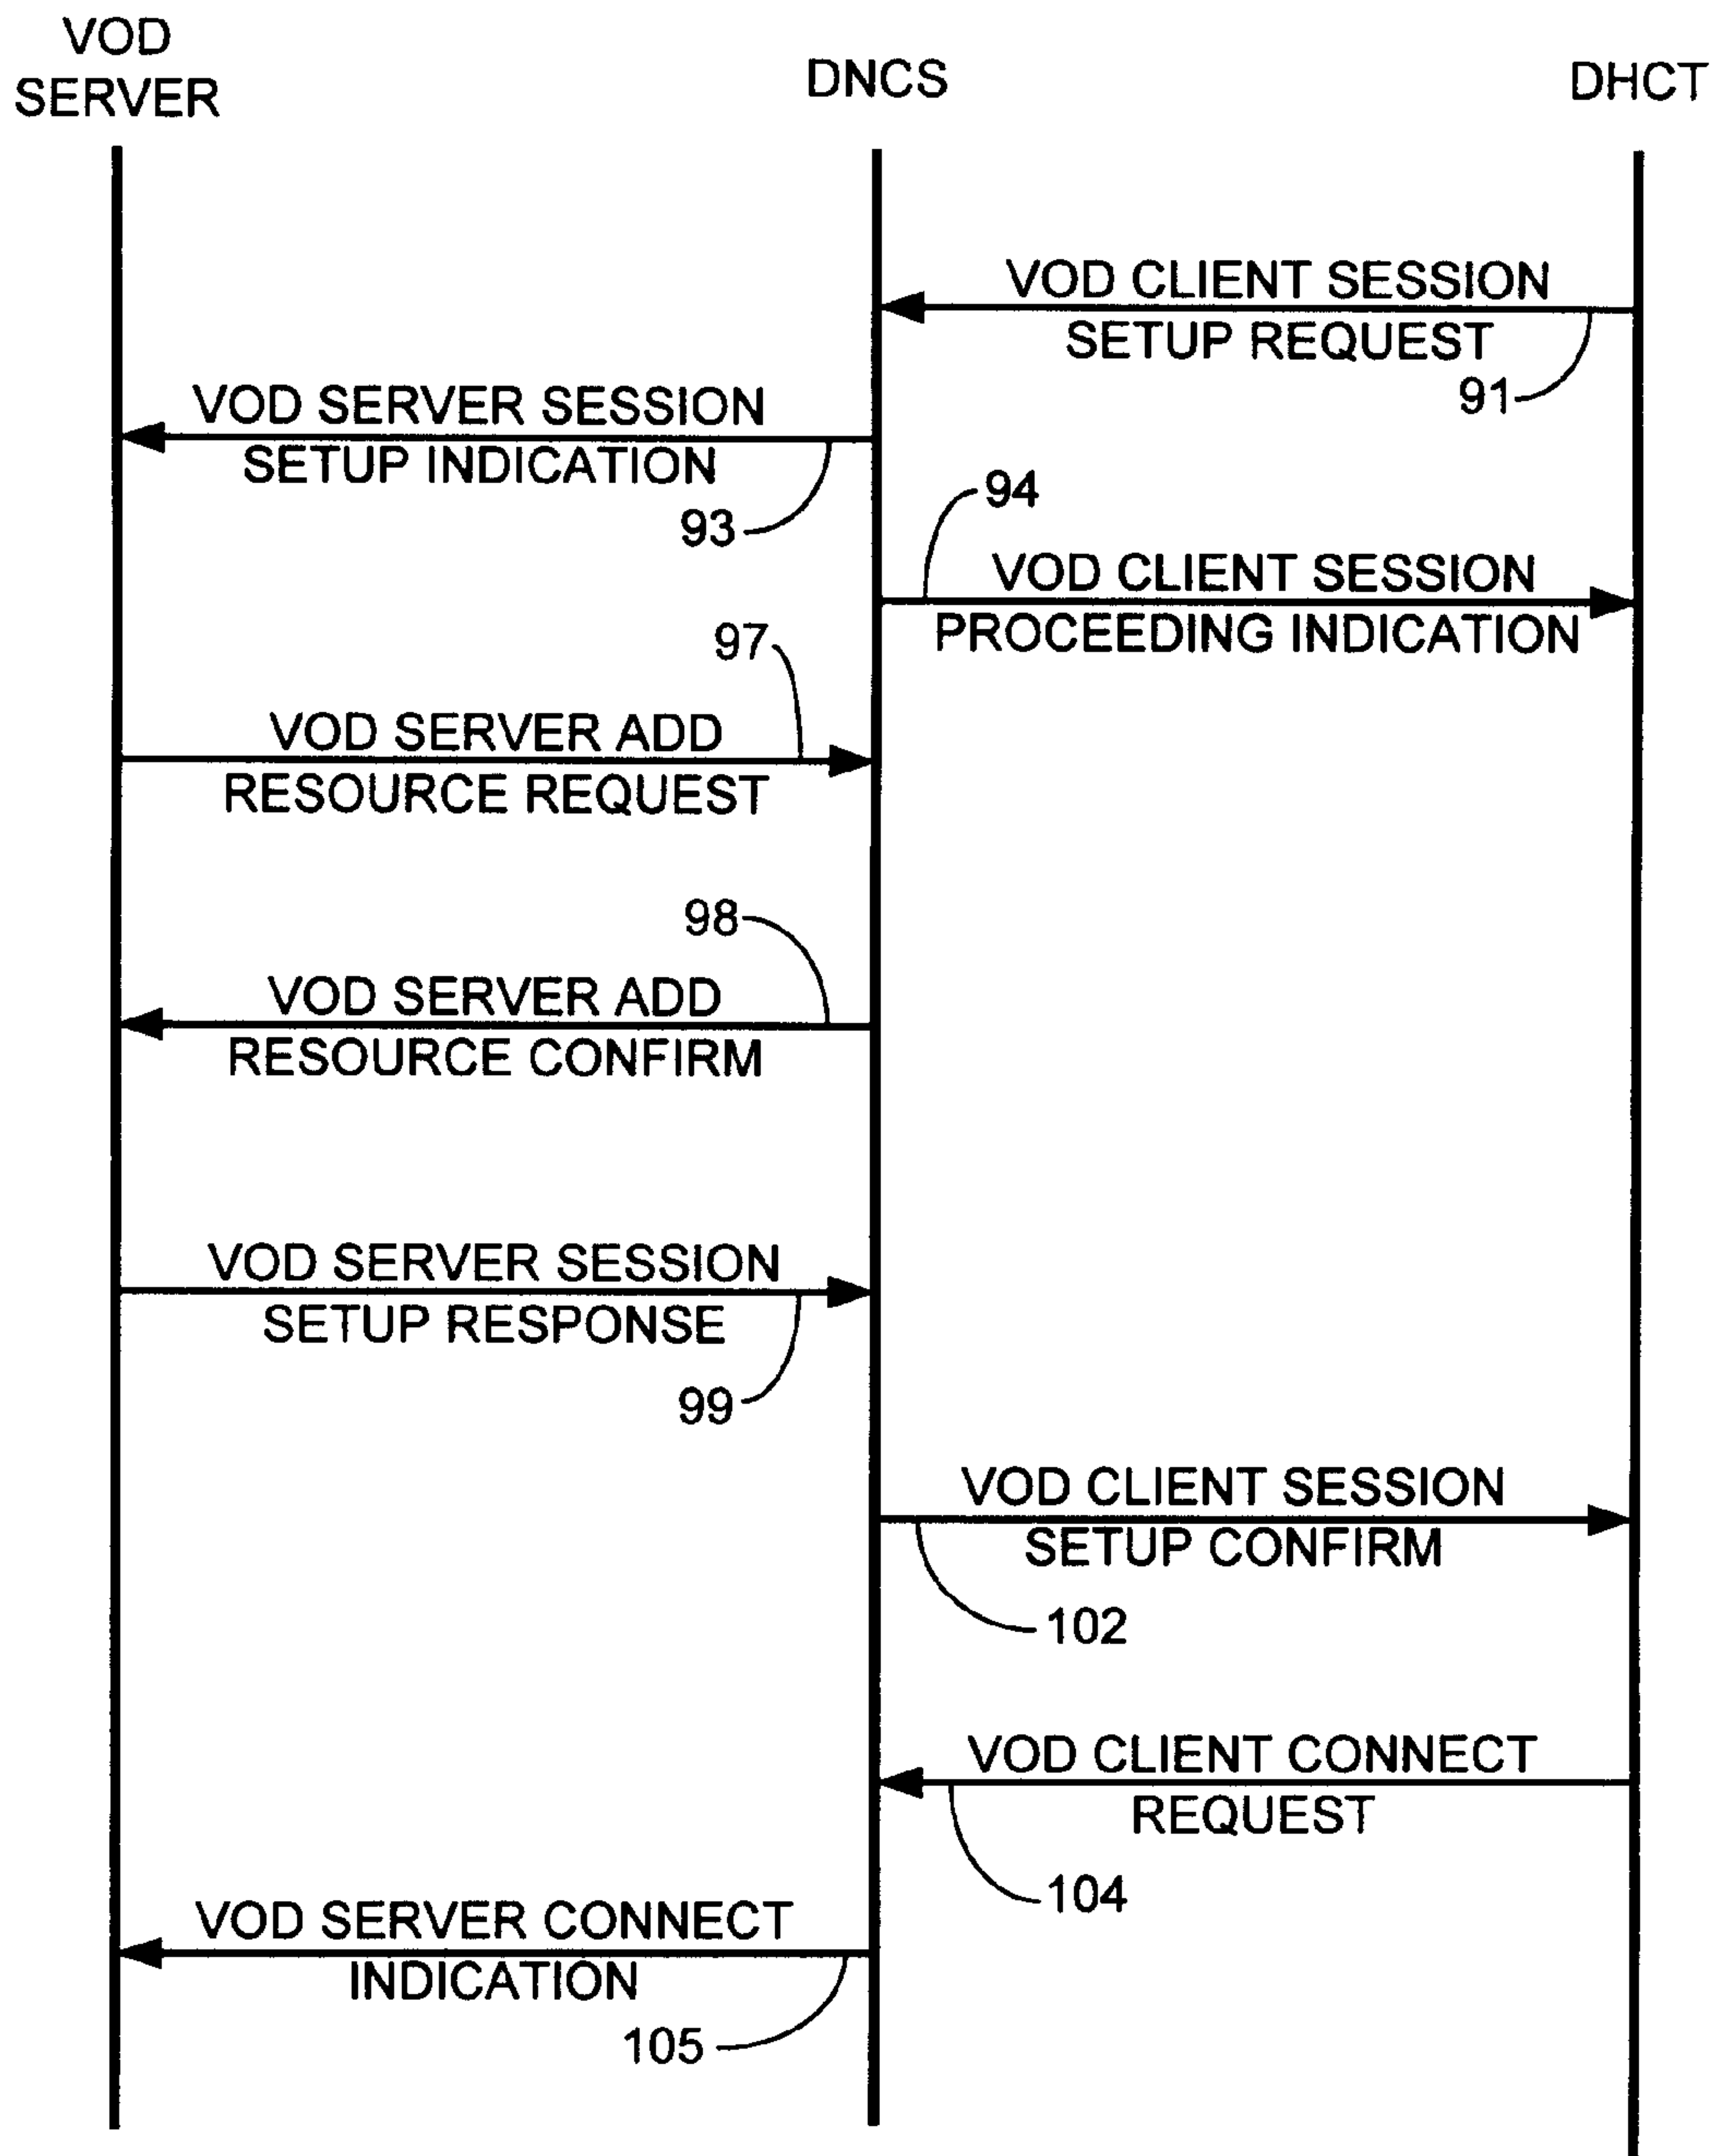 VOD
SERVER
DNCS
DHCT
VOD CLIENT SESSION
SETUP REQUEST
91
VOD SERVER SESSION
SETUP INDICATION
93
94
VOD CLIENT SESSION
PROCEEDING INDICATION
97
VOD SERVER ADD
RESOURCE REQUEST
98
VOD SERVER ADD
RESOURCE CONFIRM
VOD SERVER SESSION
SETUP RESPONSE
99
VOD CLIENT SESSION
SETUP CONFIRM
102
VOD CLIENT CONNECT
REQUEST
104
VOD SERVER CONNECT
INDICATION
105